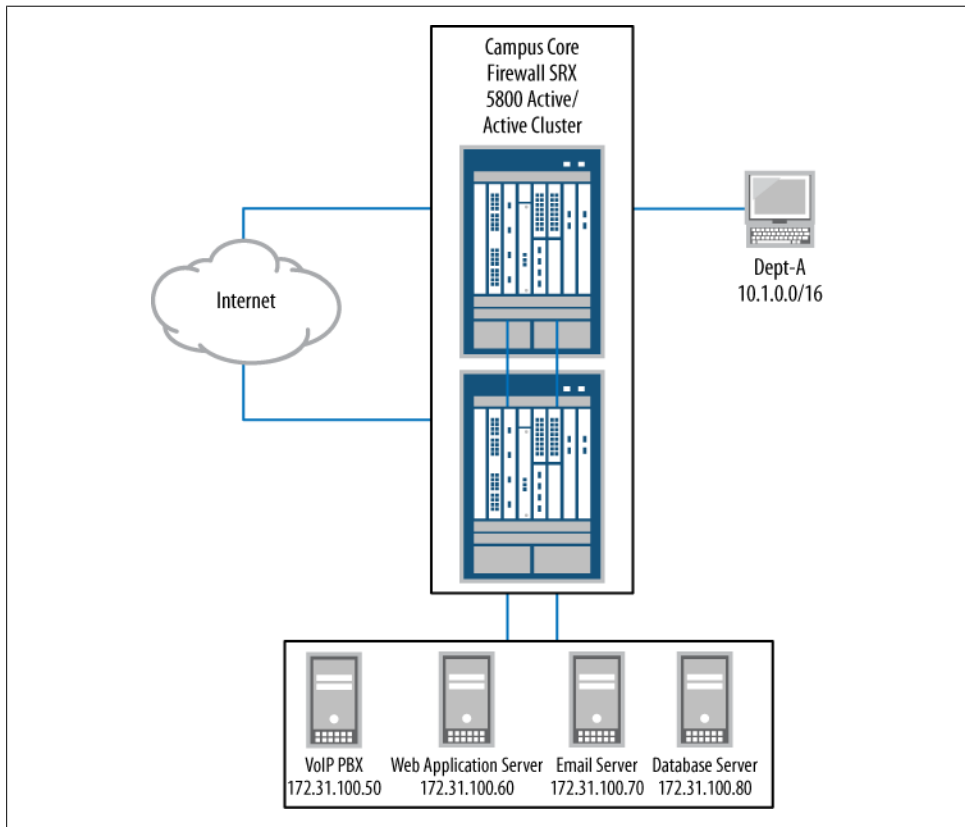 Campus Core
Firewall SRX
5800 Active/
Active Cluster
Internet
Dept-A
10.1.0.0/16
VoIP PBX
172.31.100.50
Web Application Server
172.31.100.60
Email Server
172.31.100.70
Database Server
172.31.100.80